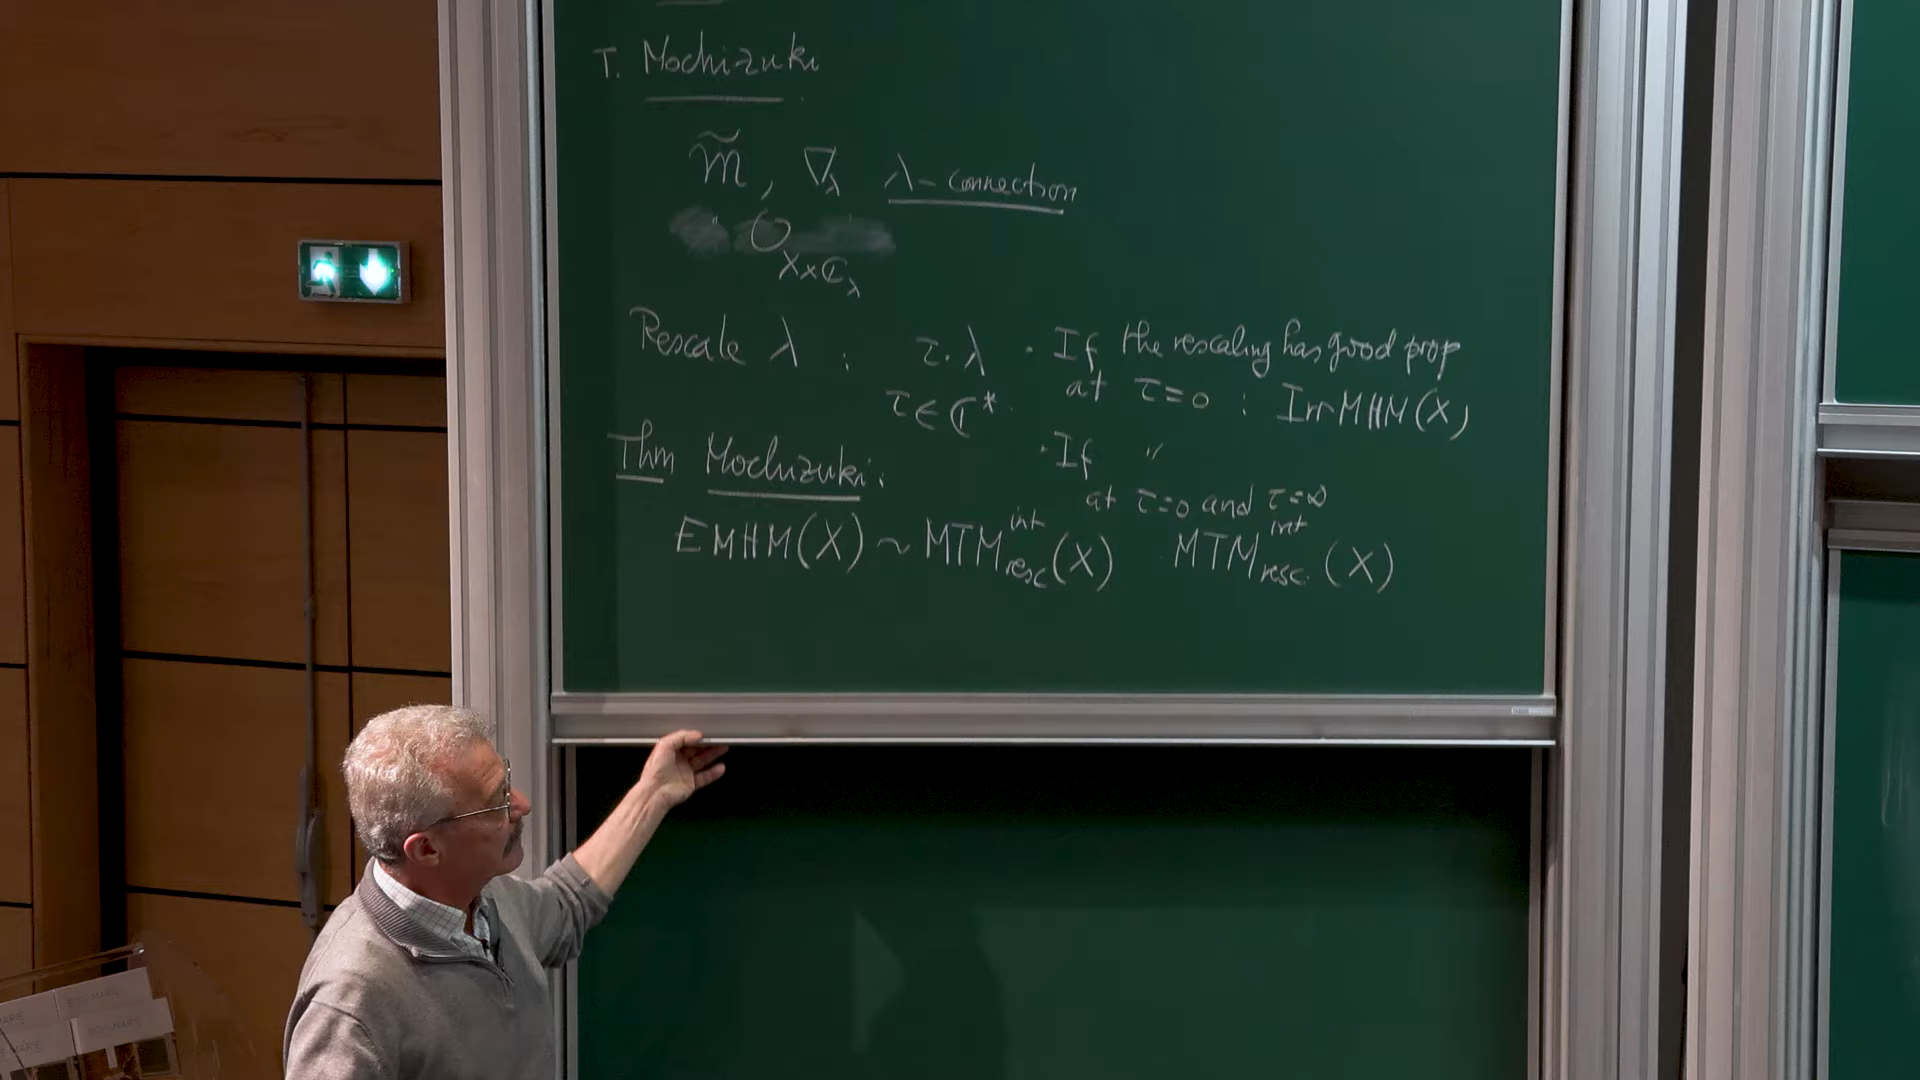 T. Mochizuki
m̃, ∇_λ λ-connection
O_{X×ℂ_λ}
Rescale λ : τ·λ · If the rescaling has good prop
τ∈ℂ* at τ=0 : IrrMHM(X)
· If "
at τ=0 and τ=∞
MTM^{int}_{resc.}(X)
Thm Mochizuki:
EMHM(X) ~ MTM^{int}_{resc}(X)